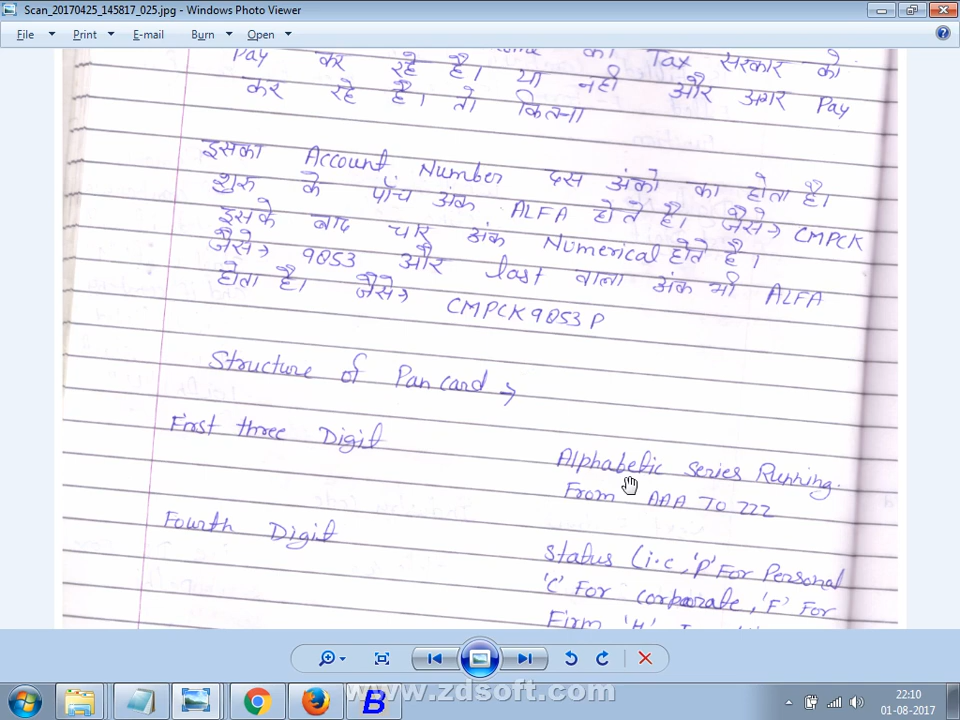 Scan_20170425_145817_025.jpg - Windows Photo Viewer
File Print E-mail Burn Open
Pay कर रहे है। या नही और अगर Pay
का Tax सरकार को
कर रहे है। तो कितना
इसका Account Number दस अंको का होता है।
शुरु के पाँच अंक ALFA होते है। जैसे→ CMPCK
इसके बाद चार अंक Numerical होते है।
जैसे→ 9053 और last वाला अंक भी ALFA
होता है। जैसे→ CMPCK9053P
Structure of Pan card →
First three Digit
Alphabetic series Running.
From AAA To ZZZ
Fourth Digit
Status (i.c, 'P' For Personal
'C' For corporate, 'F' For
Firm 'H'
www.zdsoft.com
22:10
01-08-2017